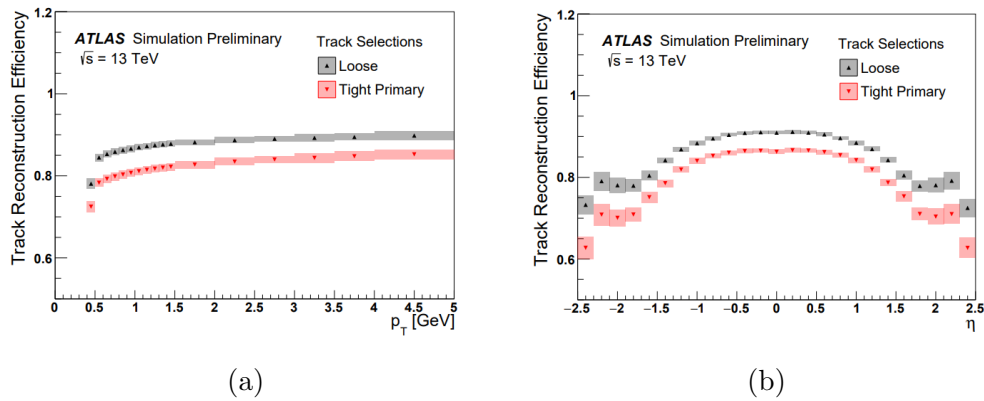 1.2
1
0.8
0.6
Track Reconstruction Efficiency
ATLAS Simulation Preliminary
√s = 13 TeV
Track Selections
Loose
Tight Primary
0 0.5 1 1.5 2 2.5 3 3.5 4 4.5 5
p_T [GeV]
(a)
1.2
1
0.8
0.6
Track Reconstruction Efficiency
ATLAS Simulation Preliminary
√s = 13 TeV
Track Selections
Loose
Tight Primary
−2.5 −2 −1.5 −1 −0.5 0 0.5 1 1.5 2 2.5
η
(b)